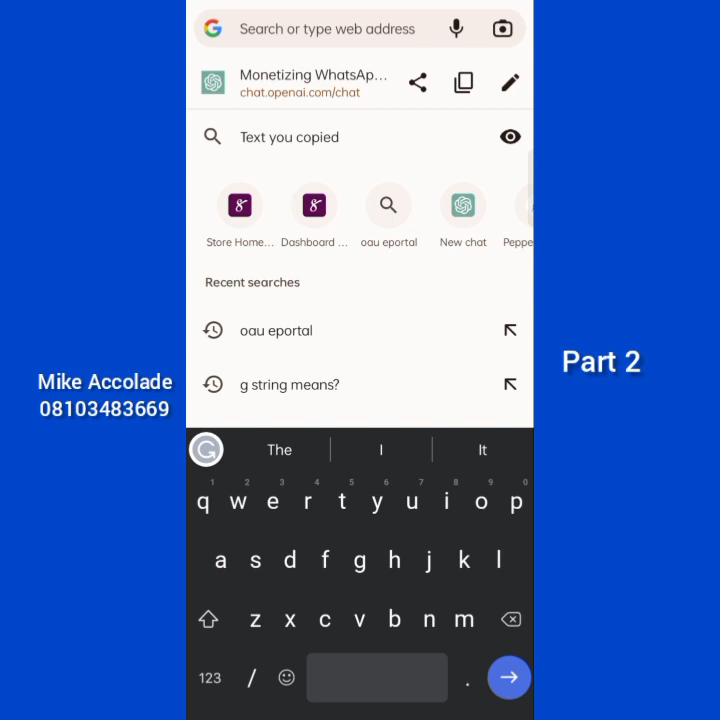 Search or type web address
Monetizing WhatsAp...
chat.openai.com/chat
Text you copied
8 8
Store Home... Dashboard ... oau eportal New chat Peppe
Recent searches
oau eportal
g string means?
Mike Accolade
08103483669
Part 2
The I It
1 2 3 4 5 6 7 8 9 0
q w e r t y u i o p
a s d f g h j k l
z x c v b n m
123 / .